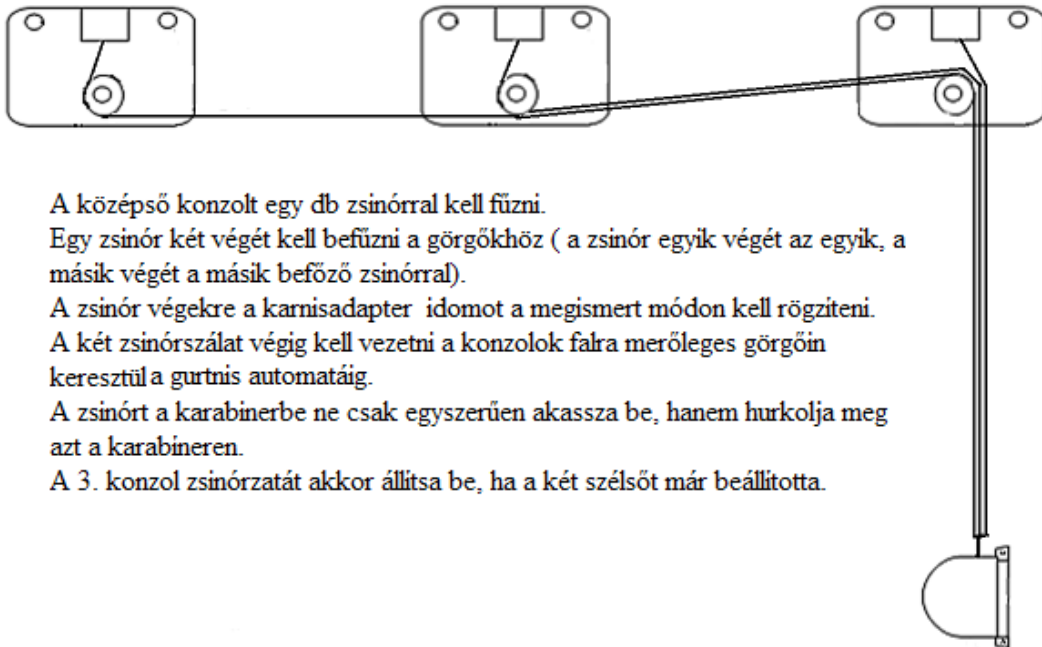 A középső konzolt egy db zsinórral kell fűzni.
Egy zsinór két végét kell befűzni a görgőkhöz ( a zsinór egyik végét az egyik, a
másik végét a másik befőző zsinórral).
A zsinór végekre a karnisadapter idomot a megismert módon kell rögzíteni.
A két zsinórszálat végig kell vezetni a konzolok falra merőleges görgőin
keresztül a gurtnis automatáig.
A zsinórt a karabinerbe ne csak egyszerűen akassza be, hanem hurkolja meg
azt a karabineren.
A 3. konzol zsinórzatát akkor állítsa be, ha a két szélsőt már beállította.